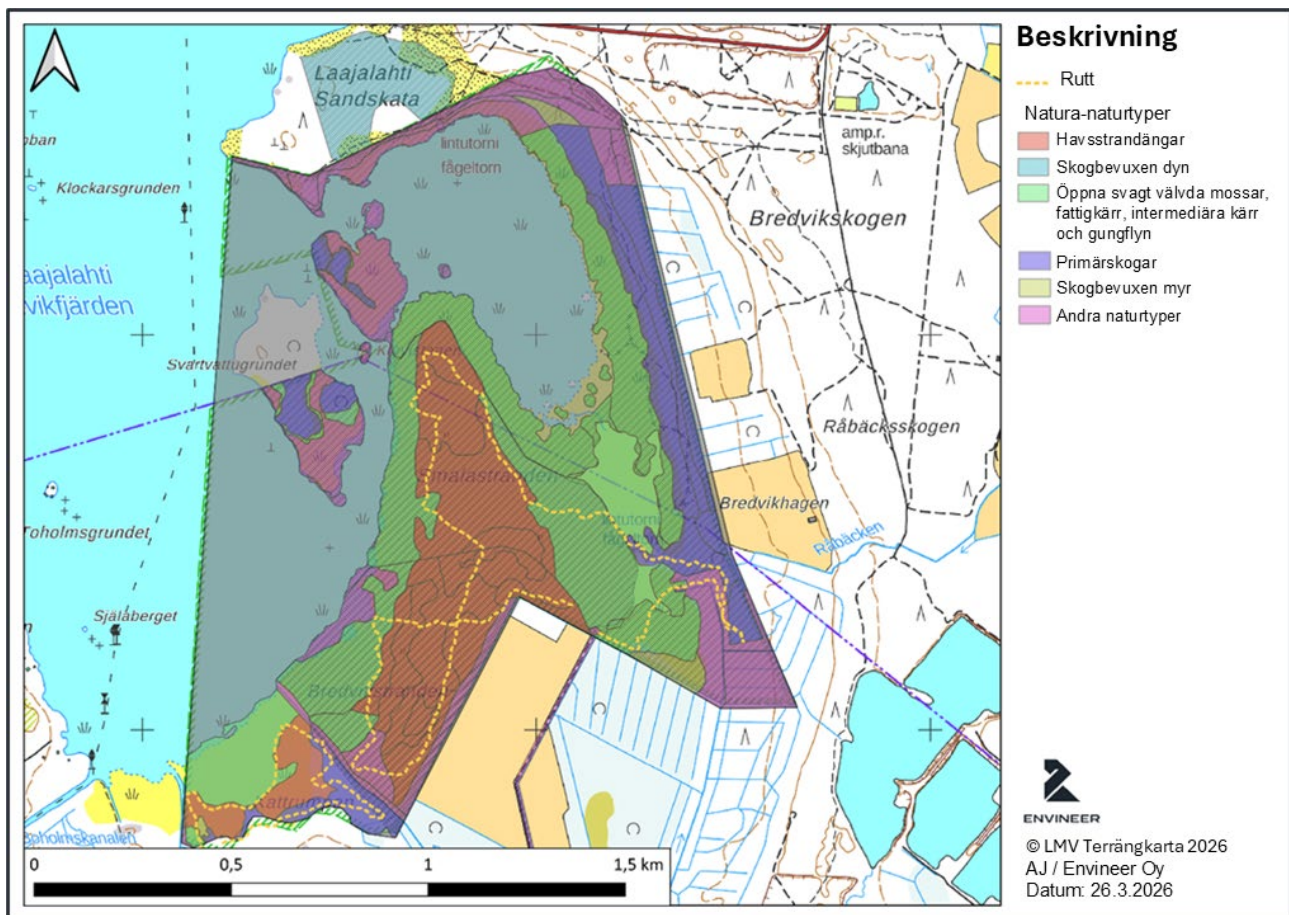 Laajalahti
Sandskata
Klockarsgrunden
lintutorni
fågeltorn
amp.r.
skjutbana
Bredvikskogen
vikfjärden
Svartvattugrundet
Råbäcksskogen
Smalastranden
Bredvikhagen
Råbäcken
Själaberget
0
0,5
1
1,5 km
Beskrivning
Rutt
Natura-naturtyper
Havsstrandängar
Skogbevuxen dyn
Öppna svagt välvda mossar,
fattigkärr, intermediära kärr
och gungflyn
Primärskogar
Skogbevuxen myr
Andra naturtyper
ENVINEER
© LMV Terrängkarta 2026
AJ / Envineer Oy
Datum: 26.3.2026